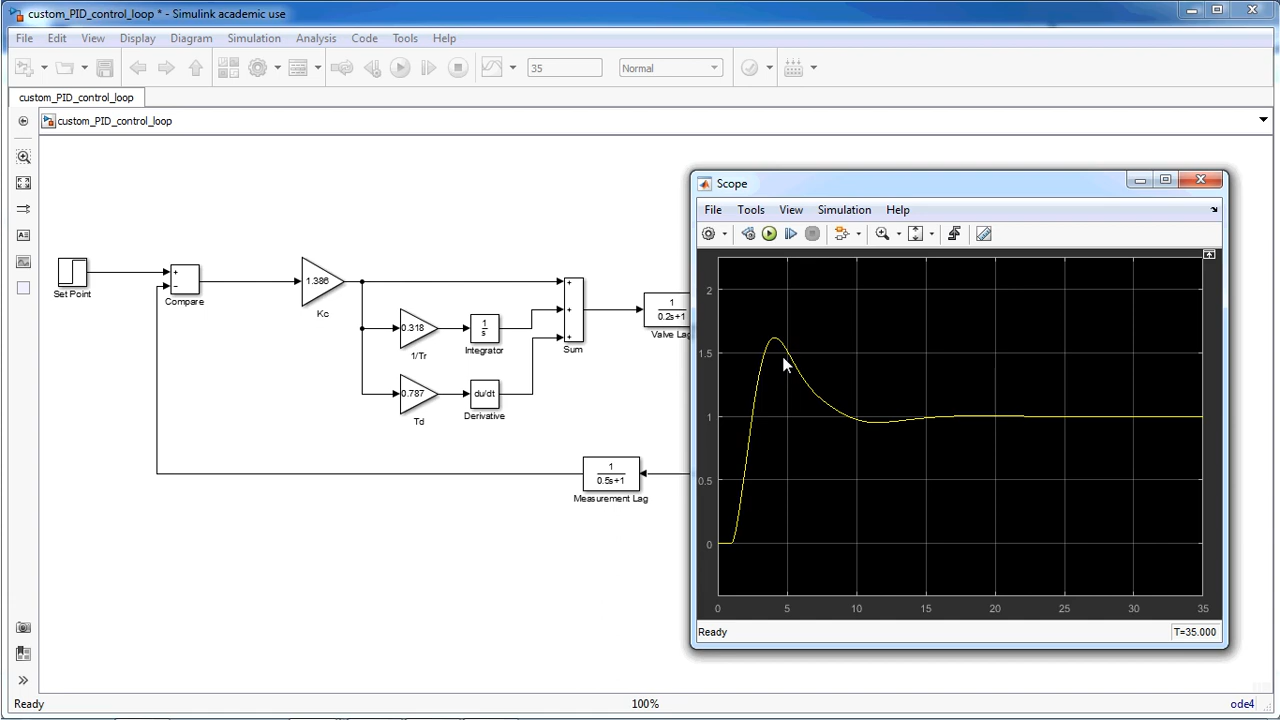 custom_PID_control_loop * - Simulink academic use
File Edit View Display Diagram Simulation Analysis Code Tools Help
35 Normal
custom_PID_control_loop
custom_PID_control_loop
Set Point
+
−
Compare
1.386
Kc
0.318
1/Tr
1
s
Integrator
0.787
Td
du/dt
Derivative
+
+
+
Sum
1
0.2s+1
Valve Lag
1
0.5s+1
Measurement Lag
Scope
File Tools View Simulation Help
2
1.5
1
0.5
0
0 5 10 15 20 25 30 35
Ready T=35.000
Ready 100% ode4